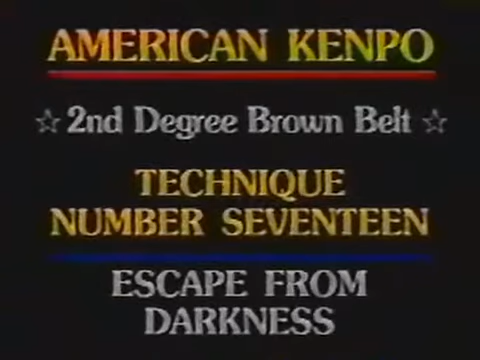 AMERICAN KENPO
☆ 2nd Degree Brown Belt ☆
TECHNIQUE
NUMBER SEVENTEEN
ESCAPE FROM
DARKNESS